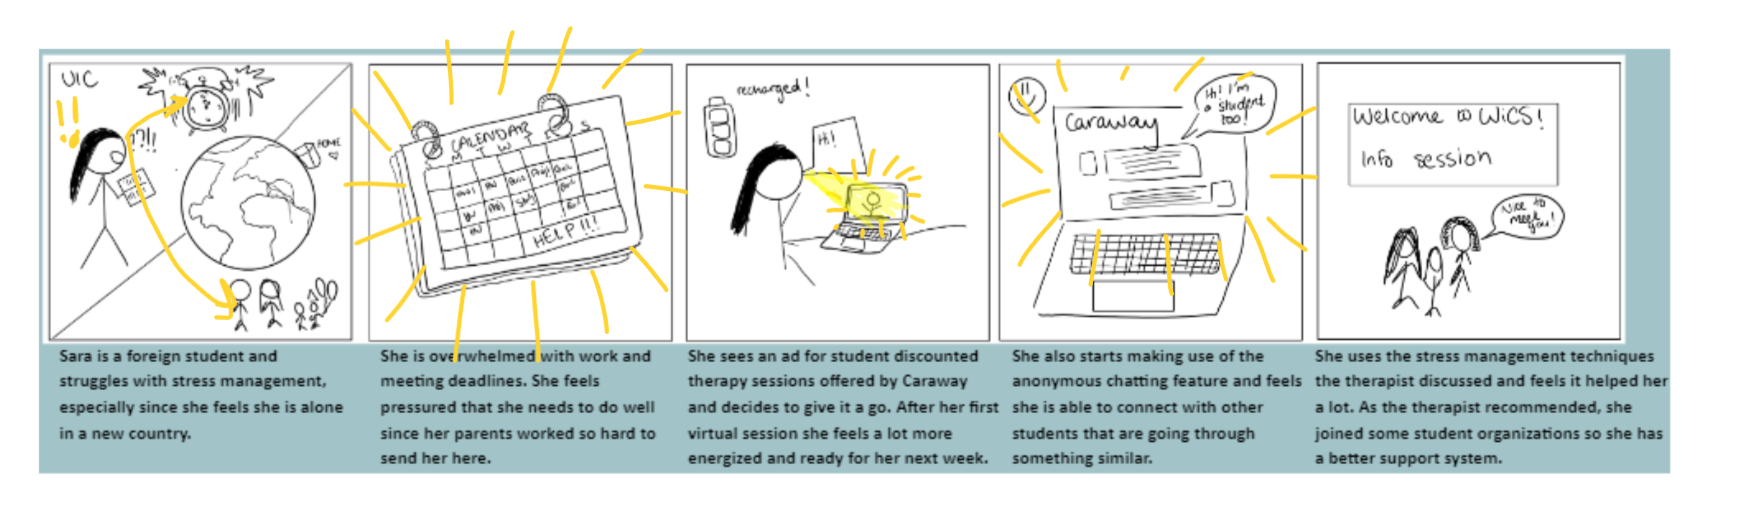 UIC
!!
??!!
HOME
CALENDAR
S M T W T F S
HELP!!!
recharged!
Hi!
Caraway
Hi! I'm
a student
too!
Welcome to WiCS!
Info session
Nice to
meet
you!
Sara is a foreign student and
struggles with stress management,
especially since she feels she is alone
in a new country.
She is overwhelmed with work and
meeting deadlines. She feels
pressured that she needs to do well
since her parents worked so hard to
send her here.
She sees an ad for student discounted
therapy sessions offered by Caraway
and decides to give it a go. After her first
virtual session she feels a lot more
energized and ready for her next week.
She also starts making use of the
anonymous chatting feature and feels
she is able to connect with other
students that are going through
something similar.
She uses the stress management techniques
the therapist discussed and feels it helped her
a lot. As the therapist recommended, she
joined some student organizations so she has
a better support system.